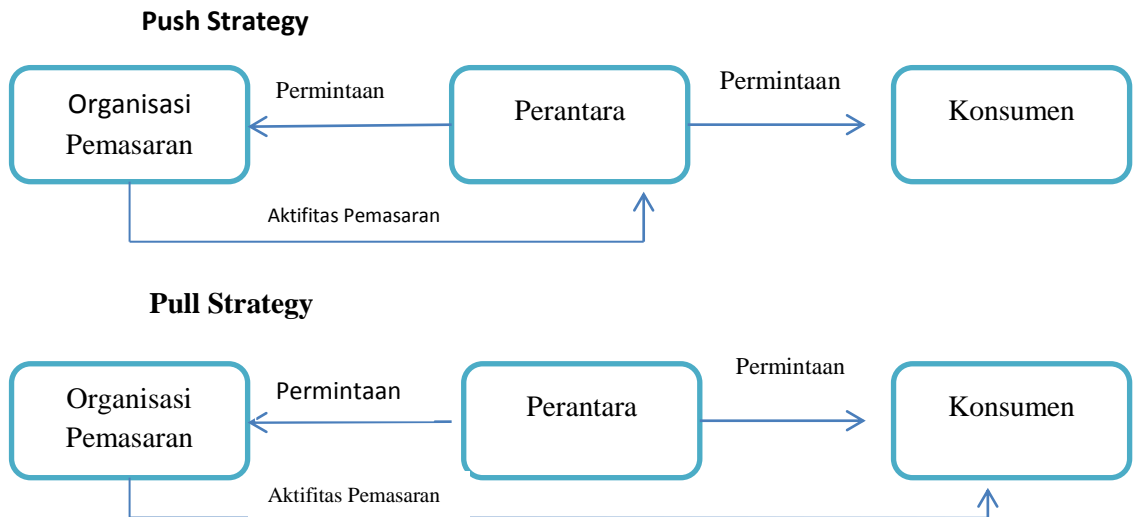 Push Strategy
Organisasi
Pemasaran
Permintaan
Perantara
Permintaan
Konsumen
Aktifitas Pemasaran
Pull Strategy
Organisasi
Pemasaran
Permintaan
Perantara
Permintaan
Konsumen
Aktifitas Pemasaran